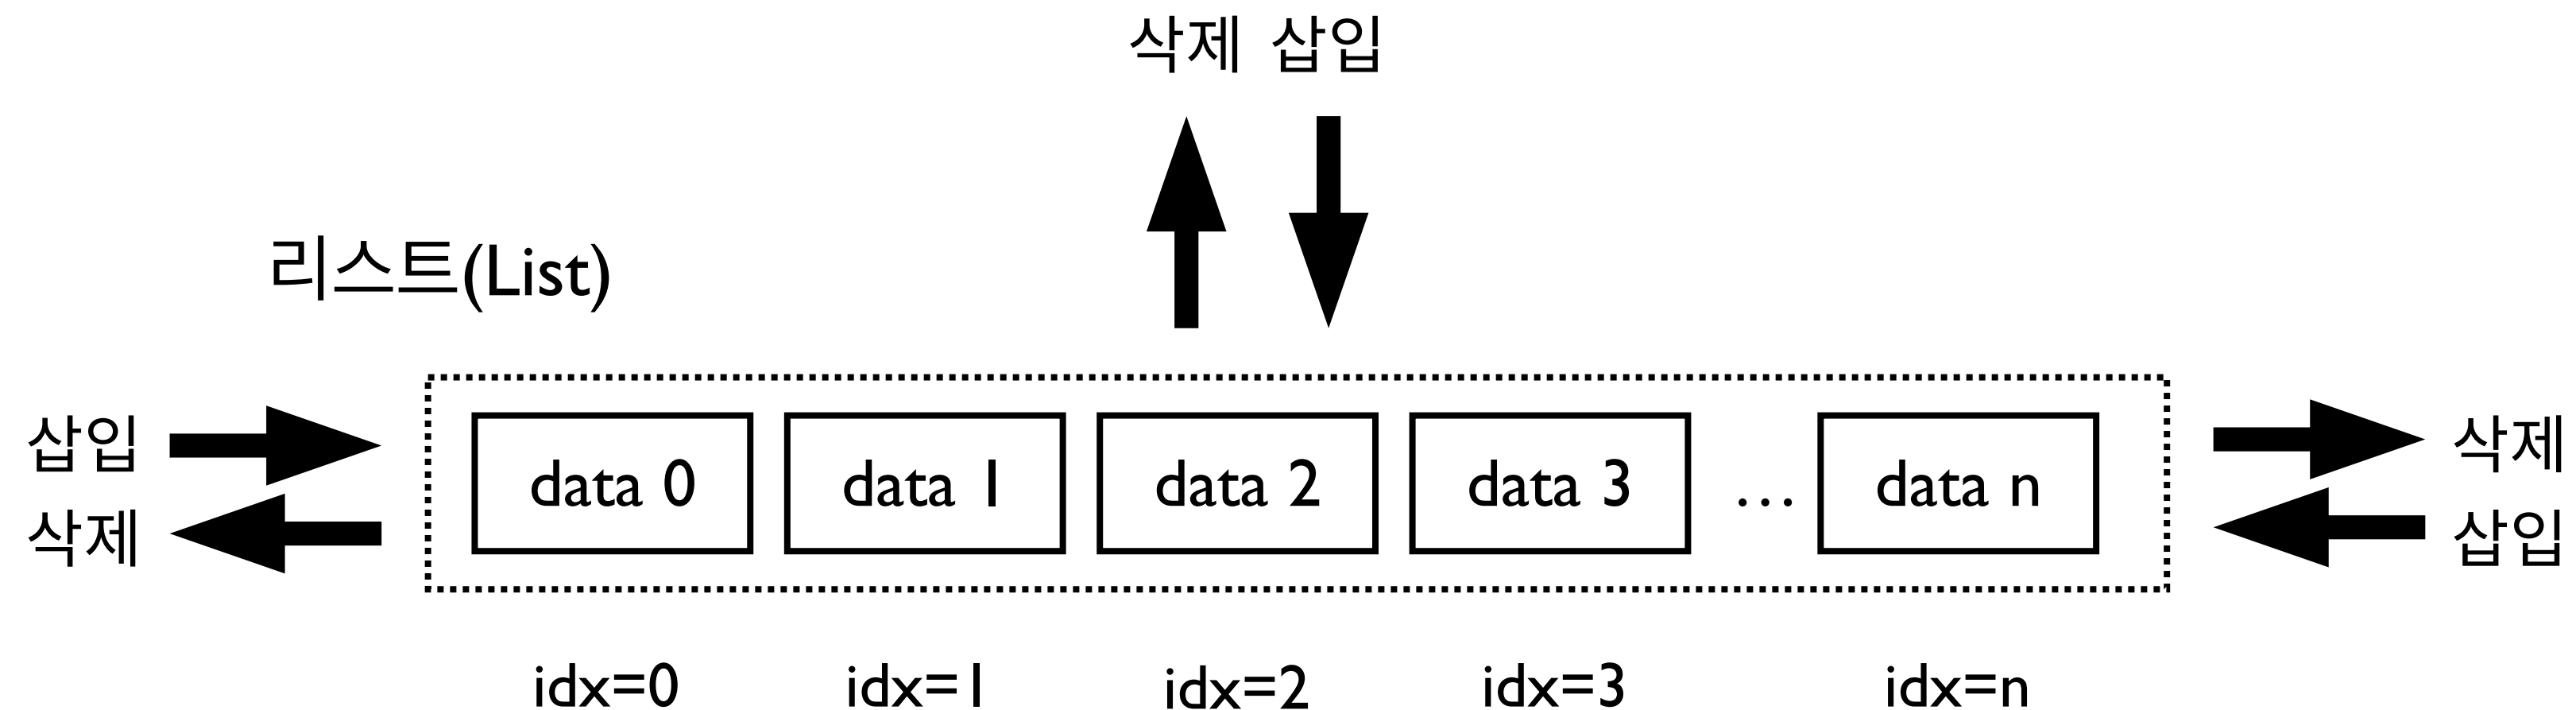 삭제 삽입
리스트(List)
삽입
삭제
data 0 data 1 data 2 data 3 ... data n
삭제
삽입
idx=0 idx=1 idx=2 idx=3 idx=n